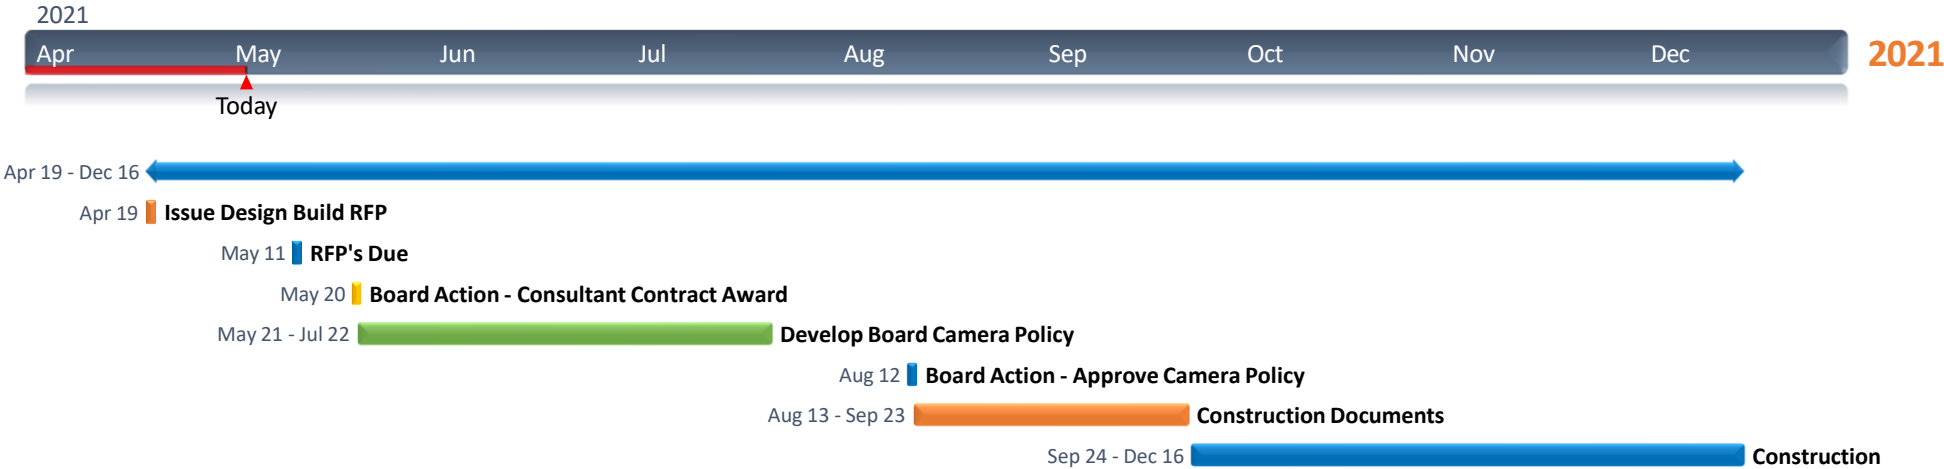 2021
Apr May Jun Jul Aug Sep Oct Nov Dec 2021
Today
Apr 19 - Dec 16
Apr 19 Issue Design Build RFP
May 11 RFP's Due
May 20 Board Action - Consultant Contract Award
May 21 - Jul 22 Develop Board Camera Policy
Aug 12 Board Action - Approve Camera Policy
Aug 13 - Sep 23 Construction Documents
Sep 24 - Dec 16 Construction